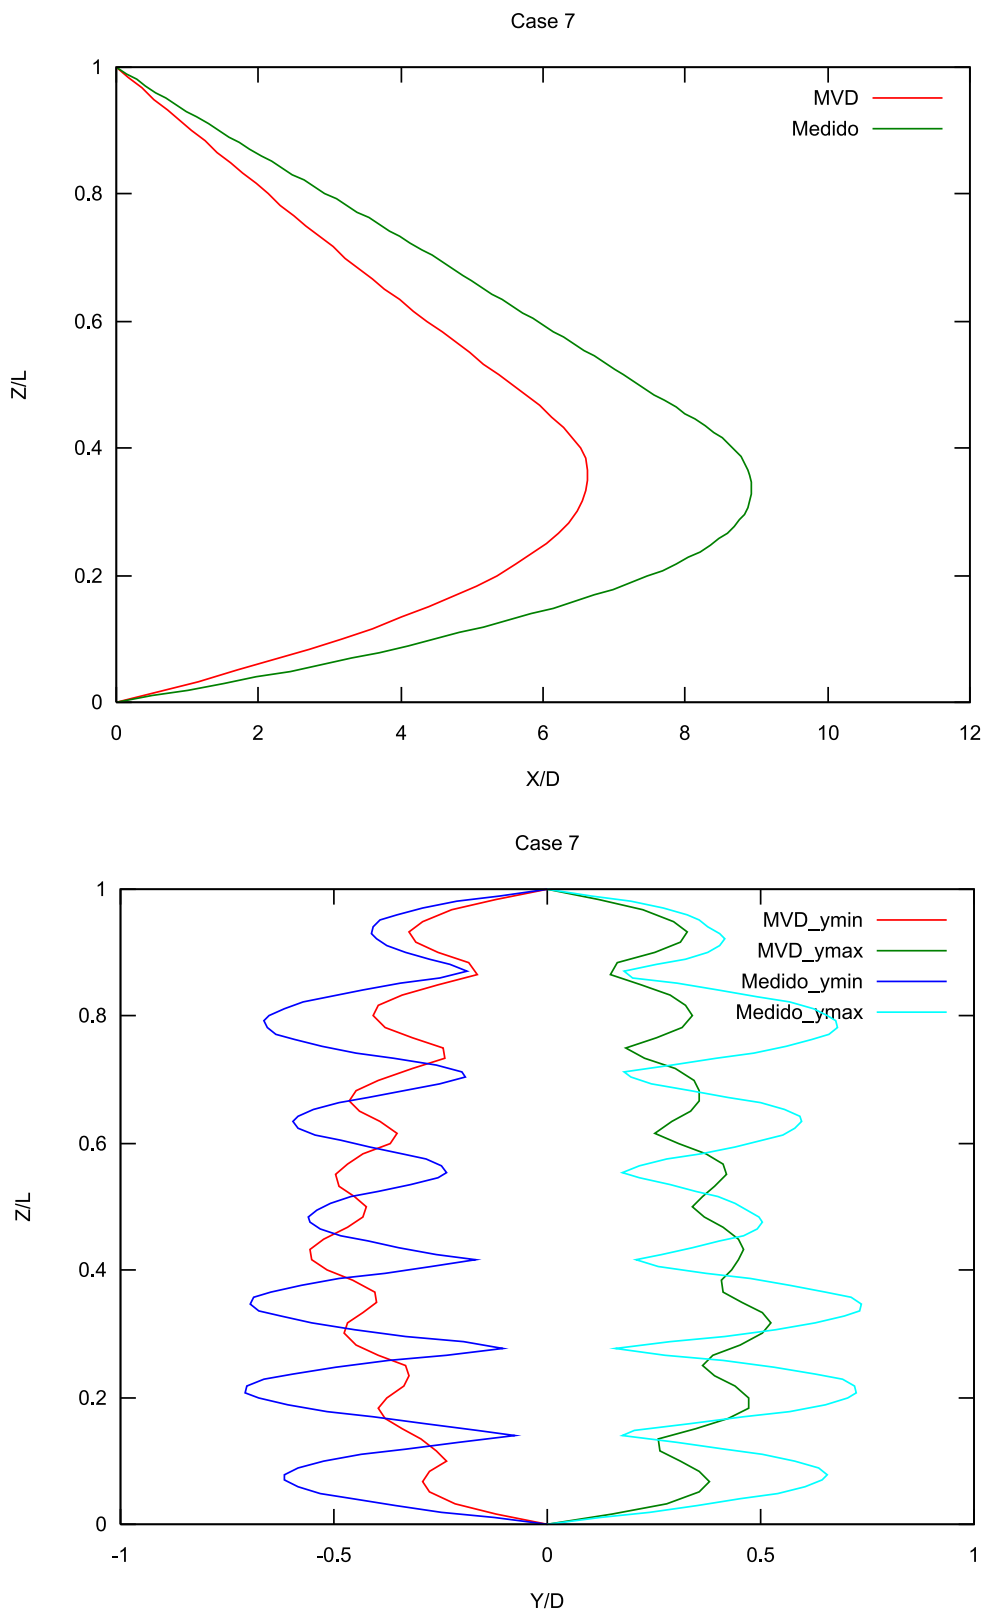 Case 7
1
MVD
Medido
0.8
0.6
Z/L
0.4
0.2
0
0 2 4 6 8 10 12
X/D
Case 7
1
MVD_ymin
MVD_ymax
Medido_ymin
Medido_ymax
0.8
0.6
Z/L
0.4
0.2
0
-1 -0.5 0 0.5 1
Y/D